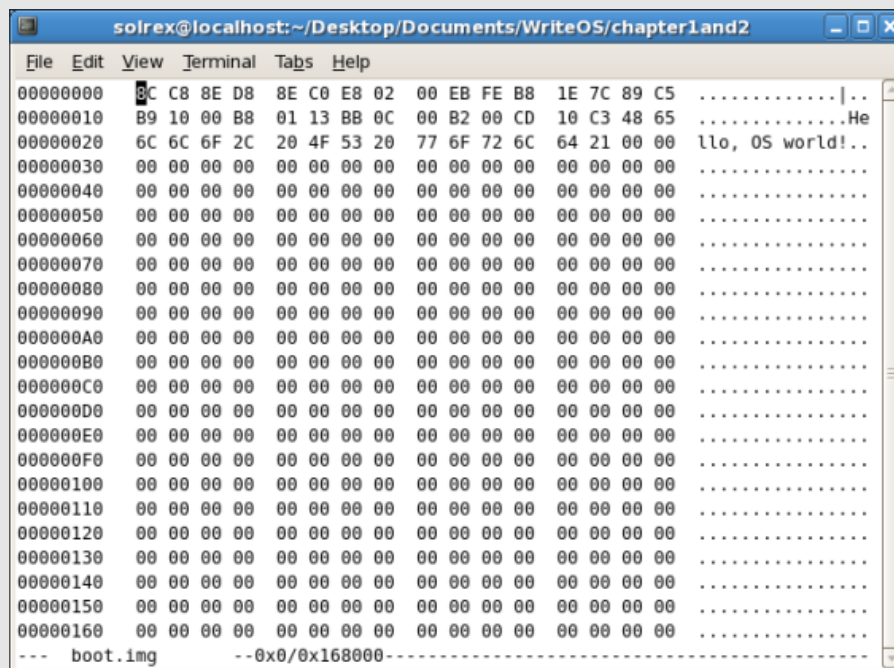 solrex@localhost:~/Desktop/Documents/WriteOS/chapter1and2
File Edit View Terminal Tabs Help
00000000 8C C8 8E D8 8E C0 E8 02 00 EB FE B8 1E 7C 89 C5 .............|..
00000010 B9 10 00 B8 01 13 BB 0C 00 B2 00 CD 10 C3 48 65 ..............He
00000020 6C 6C 6F 2C 20 4F 53 20 77 6F 72 6C 64 21 00 00 llo, OS world!..
00000030 00 00 00 00 00 00 00 00 00 00 00 00 00 00 00 00 ................
00000040 00 00 00 00 00 00 00 00 00 00 00 00 00 00 00 00 ................
00000050 00 00 00 00 00 00 00 00 00 00 00 00 00 00 00 00 ................
00000060 00 00 00 00 00 00 00 00 00 00 00 00 00 00 00 00 ................
00000070 00 00 00 00 00 00 00 00 00 00 00 00 00 00 00 00 ................
00000080 00 00 00 00 00 00 00 00 00 00 00 00 00 00 00 00 ................
00000090 00 00 00 00 00 00 00 00 00 00 00 00 00 00 00 00 ................
000000A0 00 00 00 00 00 00 00 00 00 00 00 00 00 00 00 00 ................
000000B0 00 00 00 00 00 00 00 00 00 00 00 00 00 00 00 00 ................
000000C0 00 00 00 00 00 00 00 00 00 00 00 00 00 00 00 00 ................
000000D0 00 00 00 00 00 00 00 00 00 00 00 00 00 00 00 00 ................
000000E0 00 00 00 00 00 00 00 00 00 00 00 00 00 00 00 00 ................
000000F0 00 00 00 00 00 00 00 00 00 00 00 00 00 00 00 00 ................
00000100 00 00 00 00 00 00 00 00 00 00 00 00 00 00 00 00 ................
00000110 00 00 00 00 00 00 00 00 00 00 00 00 00 00 00 00 ................
00000120 00 00 00 00 00 00 00 00 00 00 00 00 00 00 00 00 ................
00000130 00 00 00 00 00 00 00 00 00 00 00 00 00 00 00 00 ................
00000140 00 00 00 00 00 00 00 00 00 00 00 00 00 00 00 00 ................
00000150 00 00 00 00 00 00 00 00 00 00 00 00 00 00 00 00 ................
00000160 00 00 00 00 00 00 00 00 00 00 00 00 00 00 00 00 ................
--- boot.img --0x0/0x168000---------------------------------------------